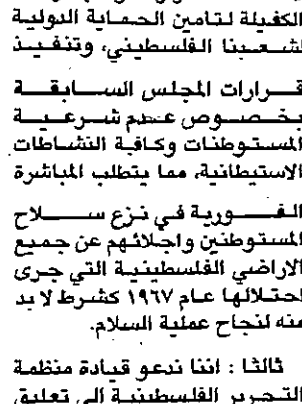 الكفيلة لتامين الحماية الدولية
لشعبنا الفلسطيني، وتنفيذ
قرارات المجلس السابقة
بخصوص عدم شرعية
المستوطنات وكافة النشاطات
الاستيطانية، مما يتطلب المباشرة
الفورية في نزع سلاح
المستوطنين واجلائهم عن جميع
الاراضي الفلسطينية التي جرى
احتلالها عام ١٩٦٧ كشرط لا بد
منه لنجاح عملية السلام.
ثالثا : اننا ندعو قيادة منظمة
التحرير الفلسطينية الى تعليق